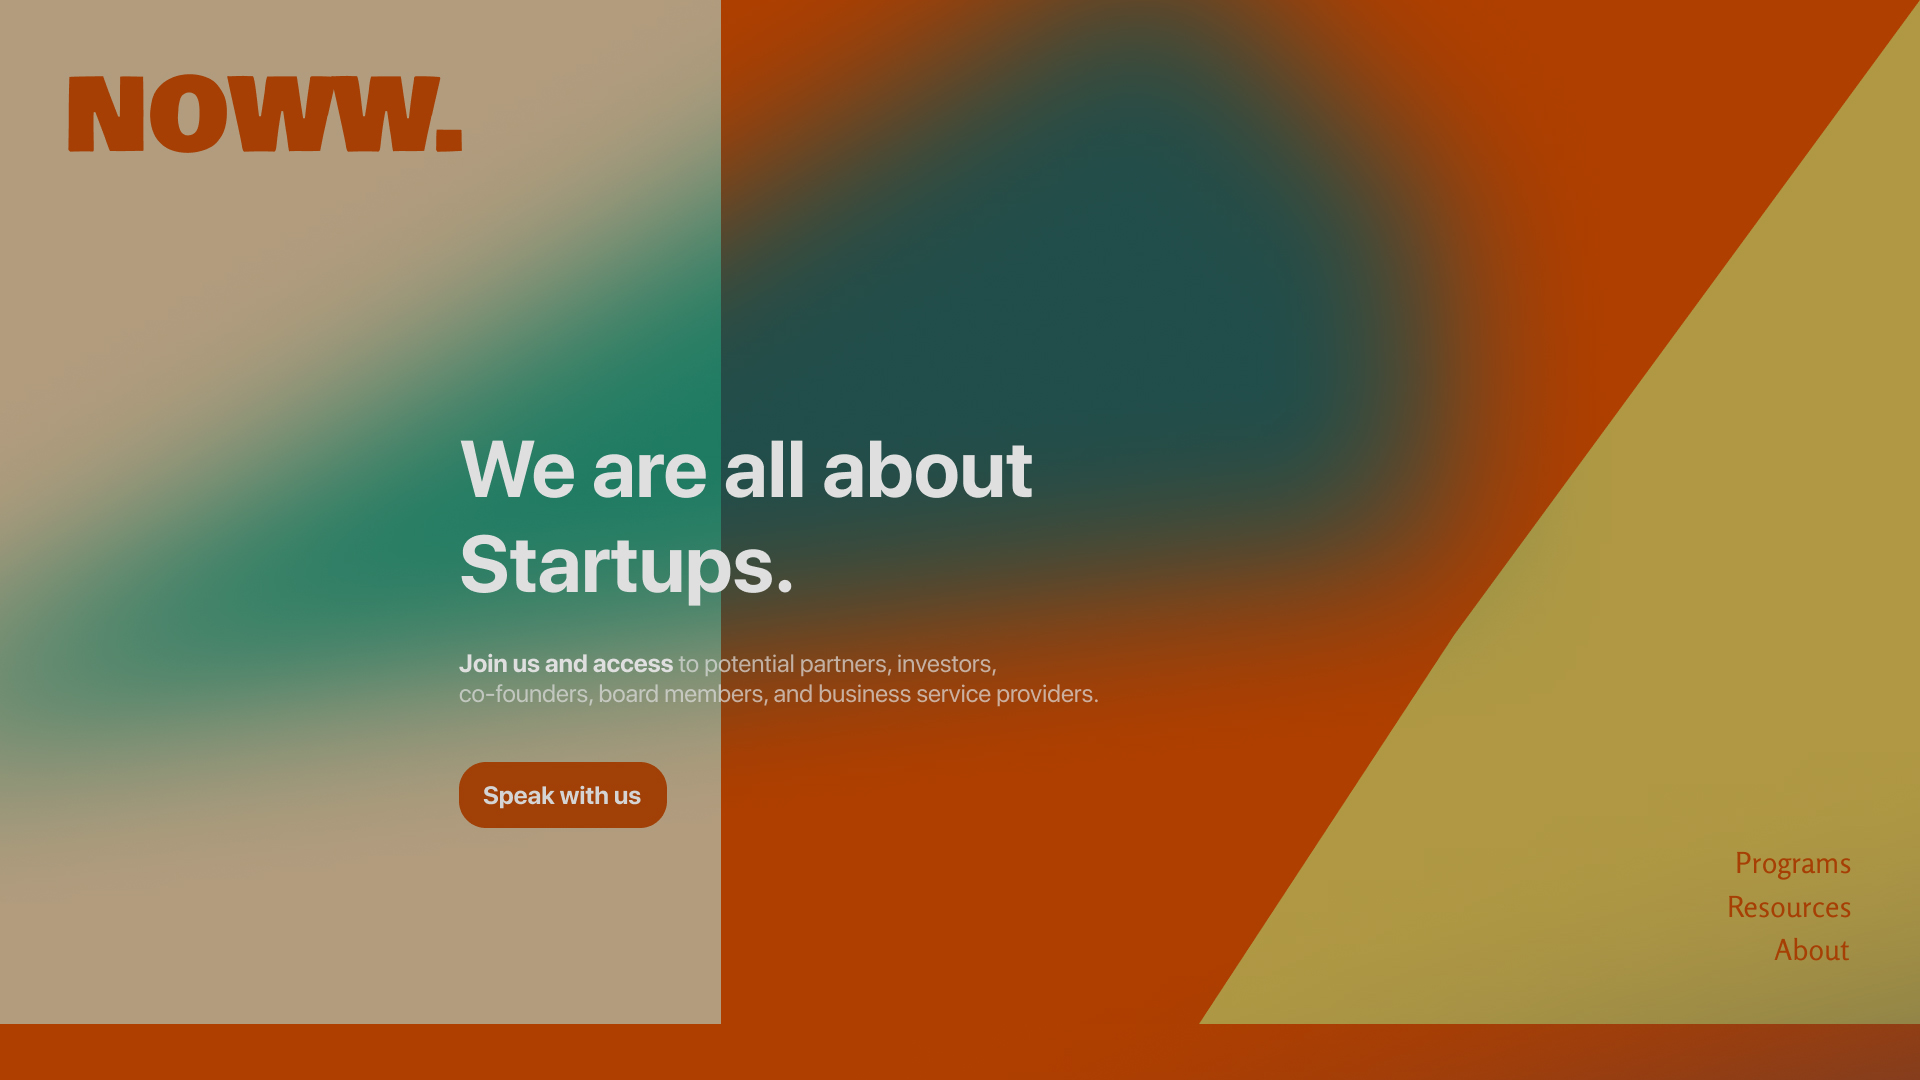 NOWW.
We are all about
Startups.
Join us and access to potential partners, investors,
co-founders, board members, and business service providers.
Speak with us
Programs
Resources
About